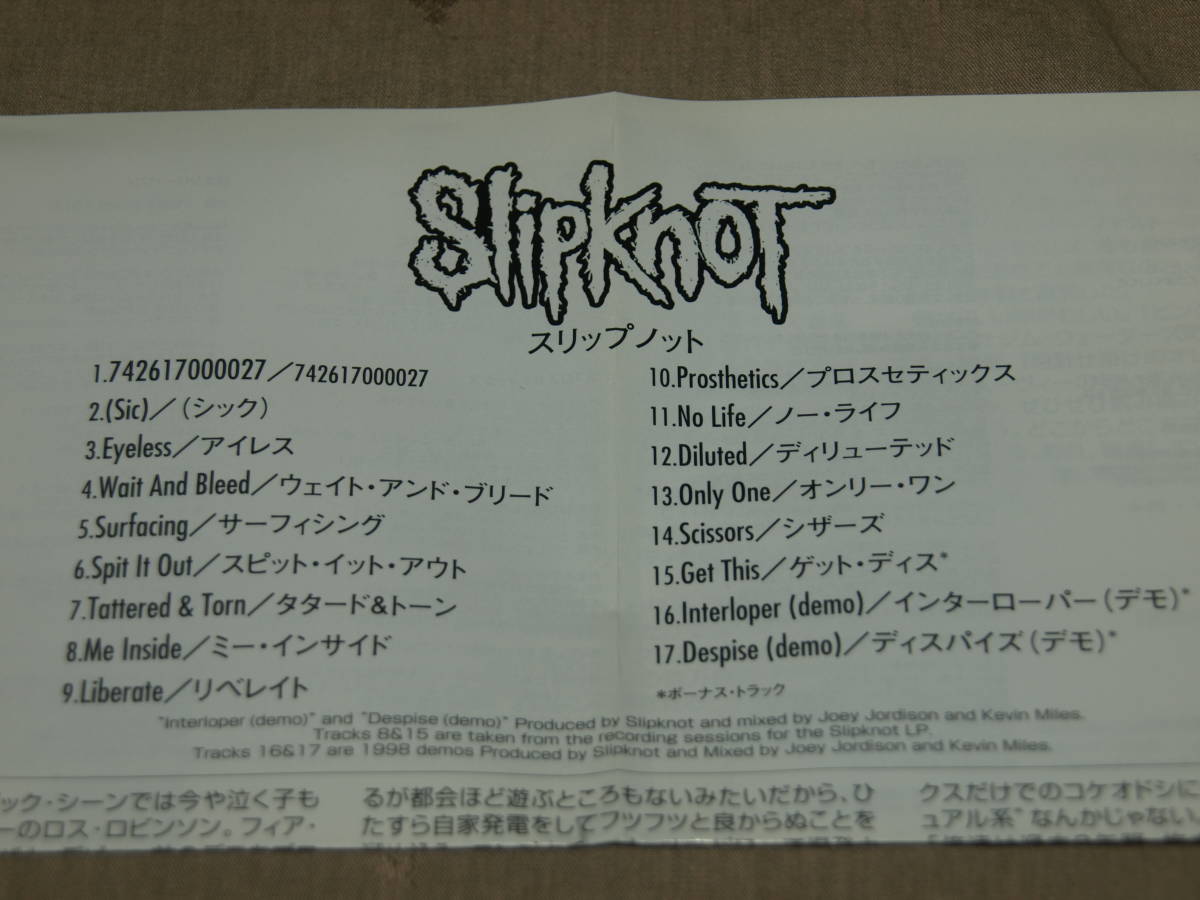 Slipknot
スリップノット
1.742617000027／742617000027
2.(Sic)／（シック）
3.Eyeless／アイレス
4.Wait And Bleed／ウェイト・アンド・ブリード
5.Surfacing／サーフィシング
6.Spit It Out／スピット・イット・アウト
7.Tattered & Torn／タタード&トーン
8.Me Inside／ミー・インサイド
9.Liberate／リベレイト
10.Prosthetics／プロスセティックス
11.No Life／ノー・ライフ
12.Diluted／ディリューテッド
13.Only One／オンリー・ワン
14.Scissors／シザーズ
15.Get This／ゲット・ディス*
16.Interloper (demo)／インターローパー（デモ）*
17.Despise (demo)／ディスパイズ（デモ）*
*ボーナス・トラック
"Interloper (demo)" and "Despise (demo)" Produced by Slipknot and mixed by Joey Jordison and Kevin Miles.
Tracks 8&15 are taken from the recording sessions for the Slipknot LP.
Tracks 16&17 are 1998 demos Produced by Slipknot and Mixed by Joey Jordison and Kevin Miles.
ック・シーンでは今や泣く子も
ーのロス・ロビンソン。フィア・
るが都会ほど遊ぶところもないみたいだから、ひ
たすら自家発電をしてフツフツと良からぬことを
クスだけでのコケオドシに
ュアル系"なんかじゃない。